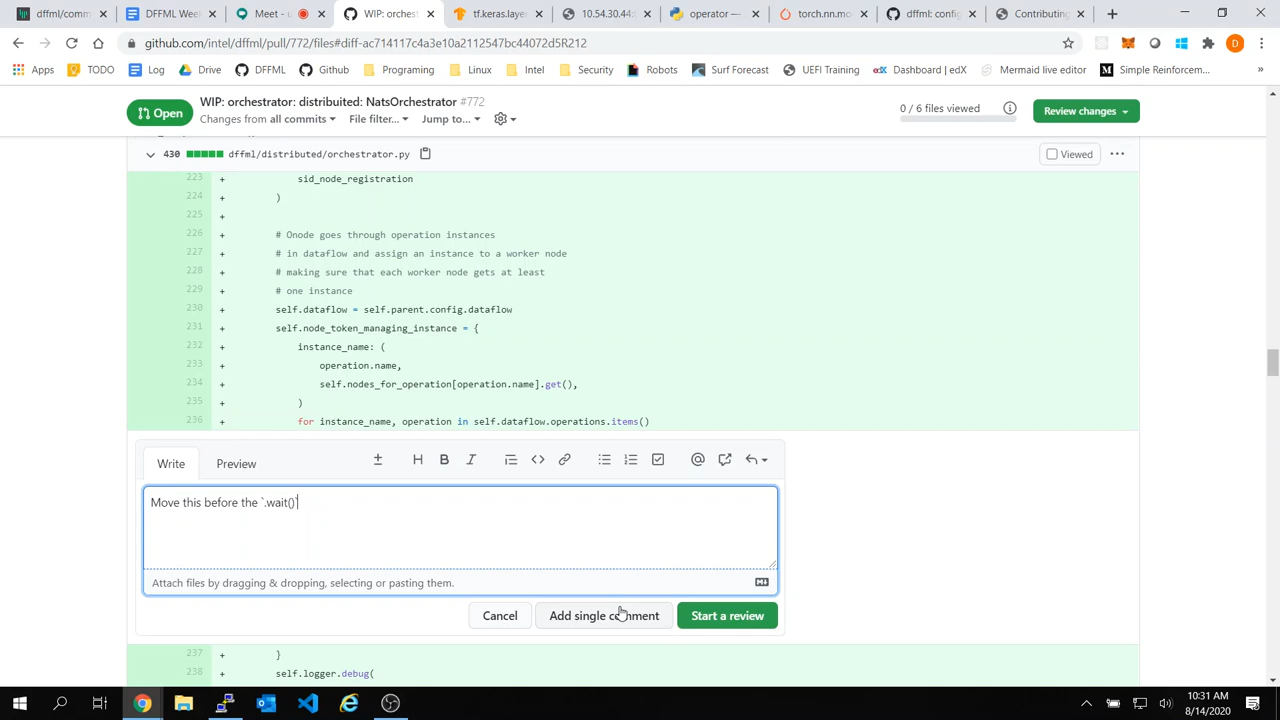 dffml/comm
DFFML Week
Meet - u
WIP: orches
tf.keras.laye
10.54.30.44:
operator —
torch.nn.mo
dffml: config
Contributing
github.com/intel/dffml/pull/772/files#diff-ac714117c4a3e10a2112547bc44072d5R212
D
Apps
TODO
Log
Drive
DFFML
Github
Programing
Linux
Intel
Security
Robots
Surf Forecast
UEFI Training
Dashboard | edX
Mermaid live editor
Simple Reinforcem...
»
Open
WIP: orchestrator: distribuited: NatsOrchestrator #772
Changes from all commits
File filter...
Jump to...
0 / 6 files viewed
Review changes
430
dffml/distributed/orchestrator.py
Viewed
223 + sid_node_registration
224 + )
225 +
226 + # Onode goes through operation instances
227 + # in dataflow and assign an instance to a worker node
228 + # making sure that each worker node gets at least
229 + # one instance
230 + self.dataflow = self.parent.config.dataflow
231 + self.node_token_managing_instance = {
232 + instance_name: (
233 + operation.name,
234 + self.nodes_for_operation[operation.name].get(),
235 + )
236 + for instance_name, operation in self.dataflow.operations.items()
Write
Preview
Move this before the `.wait()`
Attach files by dragging & dropping, selecting or pasting them.
Cancel
Add single comment
Start a review
237 + }
238 + self.logger.debug(
10:31 AM
8/14/2020